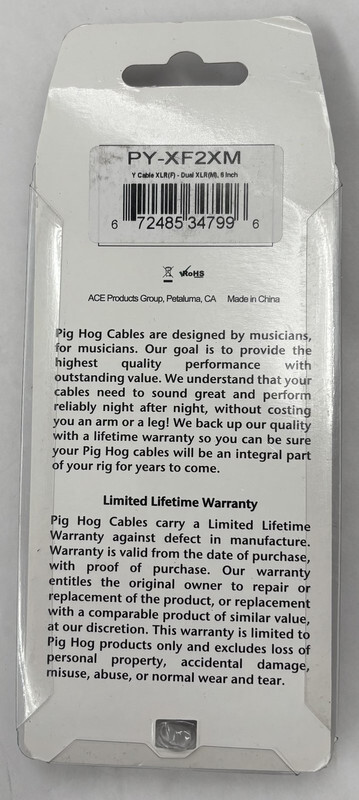 PY-XF2XM
Y Cable XLR(F) - Dual XLR(M), 6 Inch
6 72485 34799 6
RoHS
ACE Products Group, Petaluma, CA Made in China
Pig Hog Cables are designed by musicians,
for musicians. Our goal is to provide the
highest quality performance with
outstanding value. We understand that your
cables need to sound great and perform
reliably night after night, without costing
you an arm or a leg! We back up our quality
with a lifetime warranty so you can be sure
your Pig Hog cables will be an integral part
of your rig for years to come.
Limited Lifetime Warranty
Pig Hog Cables carry a Limited Lifetime
Warranty against defect in manufacture.
Warranty is valid from the date of purchase,
with proof of purchase. Our warranty
entitles the original owner to repair or
replacement of the product, or replacement
with a comparable product of similar value,
at our discretion. This warranty is limited to
Pig Hog products only and excludes loss of
personal property, accidental damage,
misuse, abuse, or normal wear and tear.